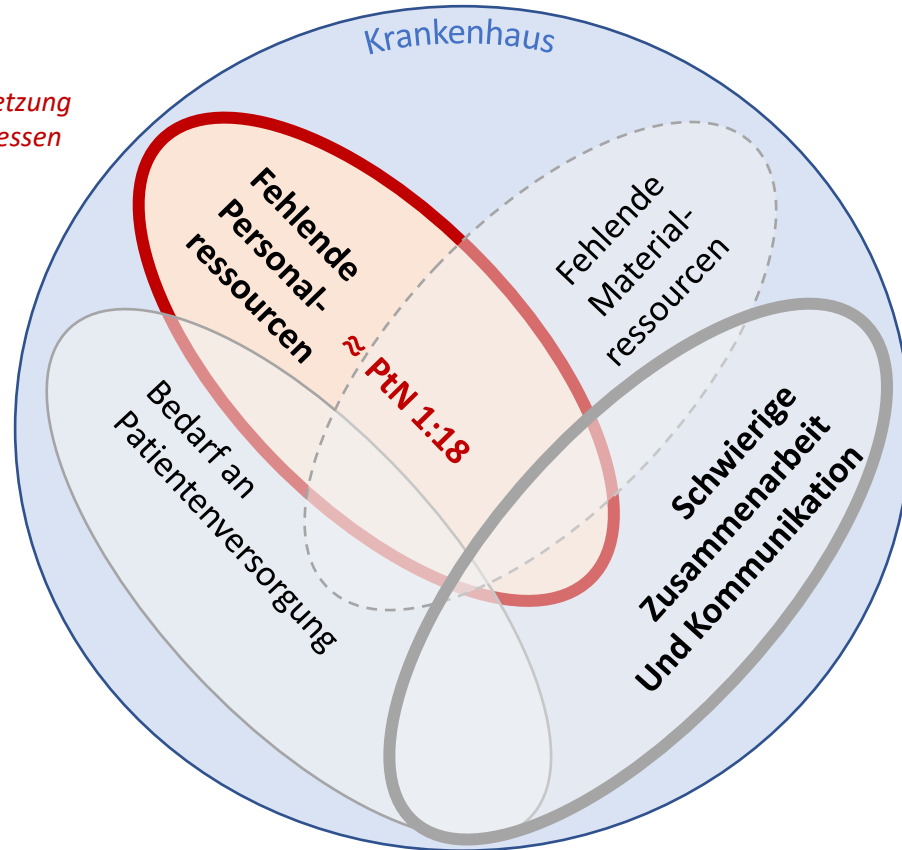 Krankenhaus
Fehlende
Personal-
ressourcen
≈ PtN 1:18
Fehlende
Material-
ressourcen
Bedarf an
Patientenversorgung
Schwierige
Zusammenarbeit
Und Kommunikation